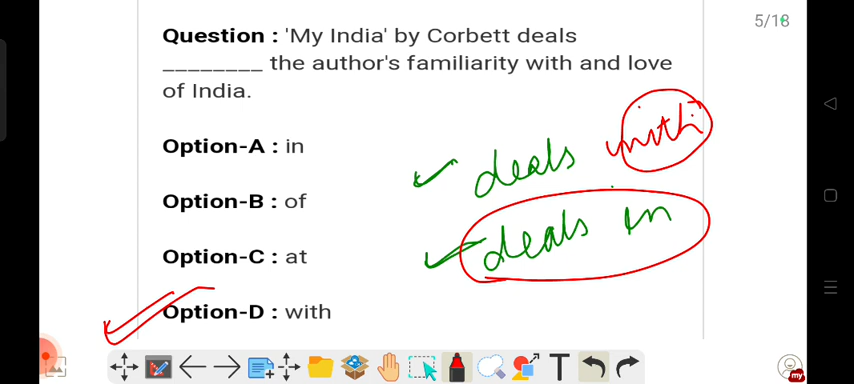 5/18
Question : 'My India' by Corbett deals
________ the author's familiarity with and love
of India.
Option-A : in
deals with
Option-B : of
deals in
Option-C : at
Option-D : with
T
my